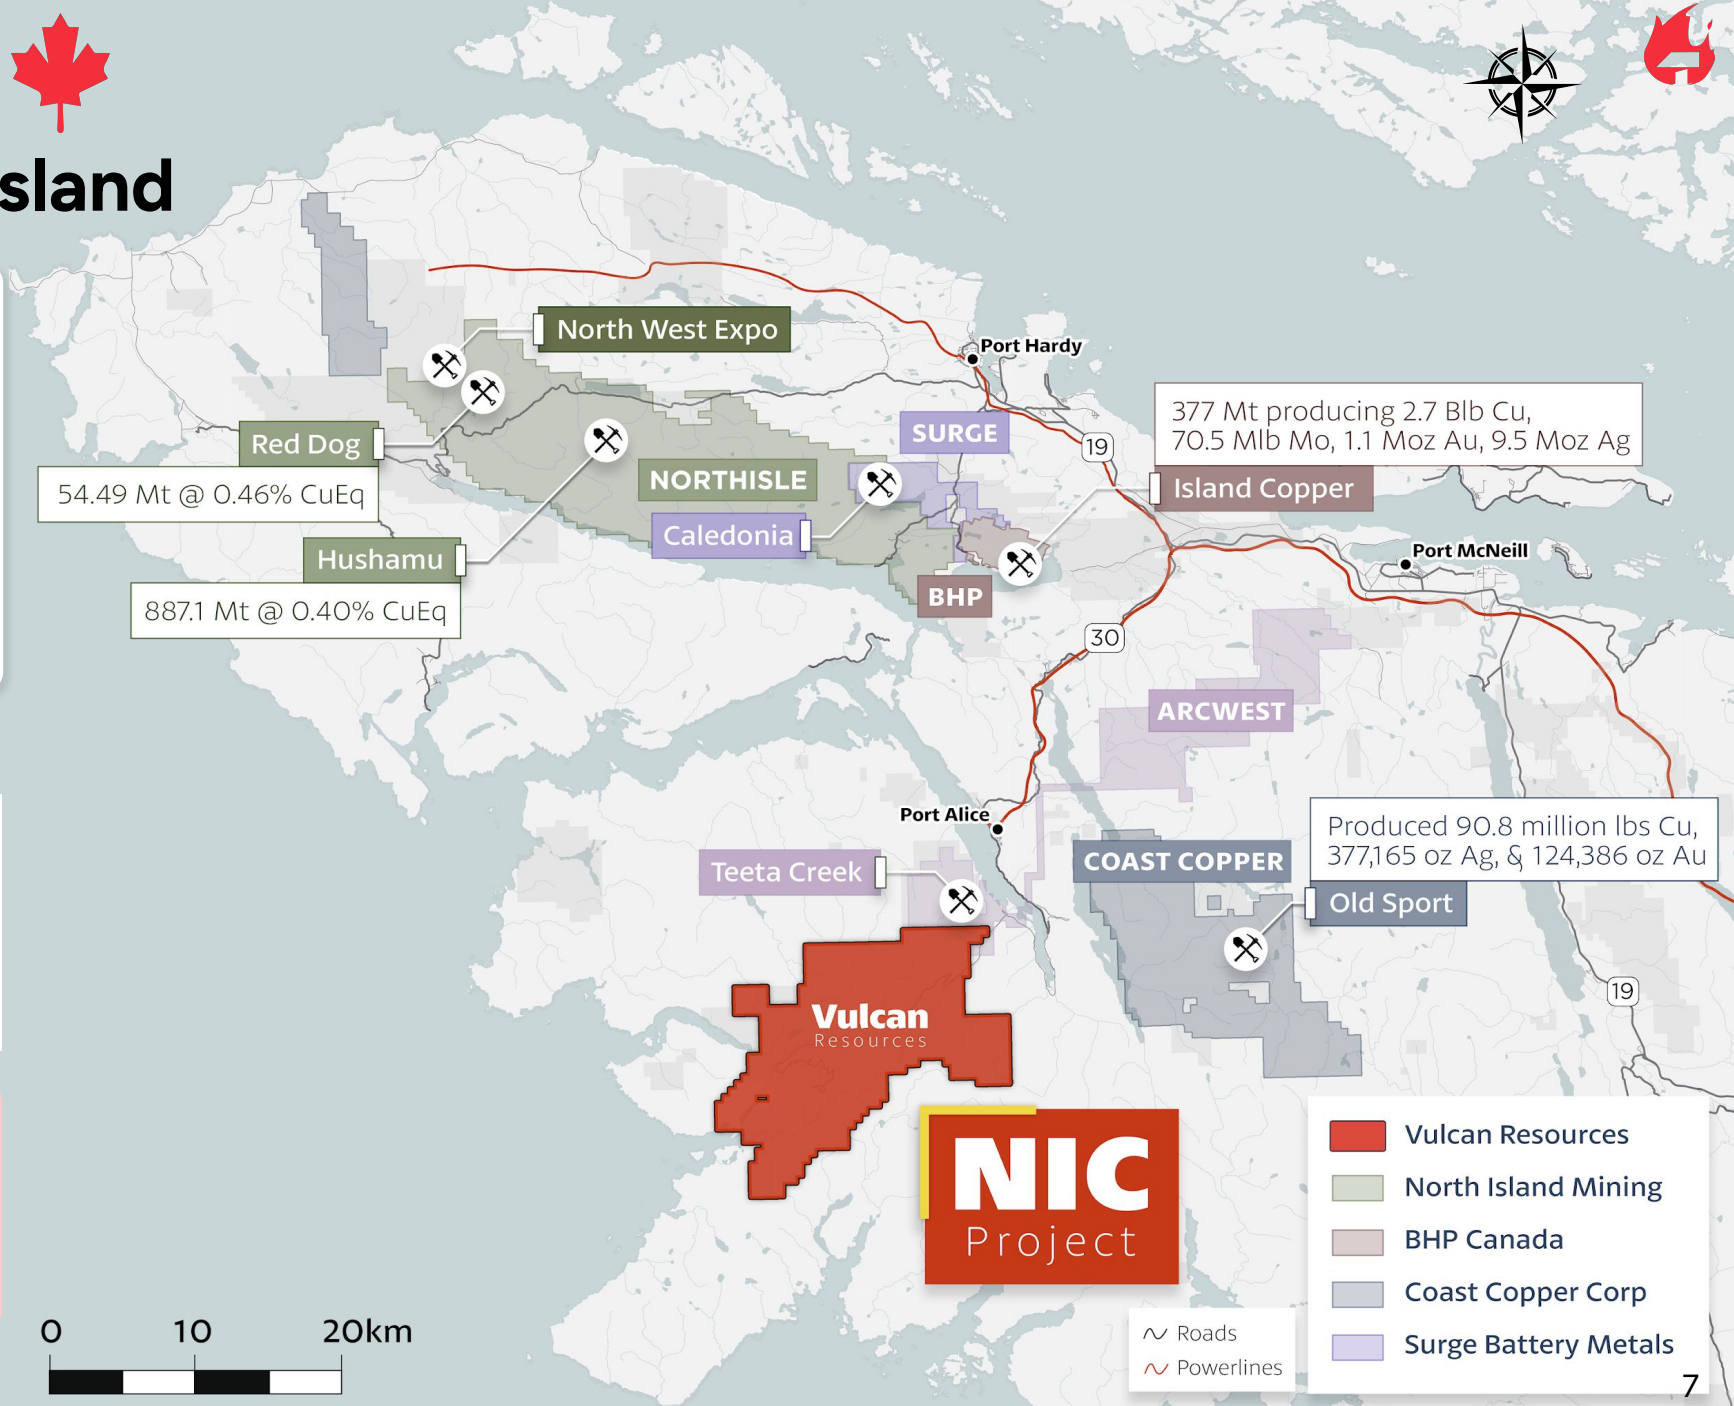 sland
North West Expo
Port Hardy
377 Mt producing 2.7 Blb Cu,
70.5 Mlb Mo, 1.1 Moz Au, 9.5 Moz Ag
SURGE
19
Red Dog
NORTHISLE
Island Copper
54.49 Mt @ 0.46% CuEq
Caledonia
Hushamu
Port McNeill
BHP
887.1 Mt @ 0.40% CuEq
30
ARCWEST
Port Alice
Produced 90.8 million lbs Cu,
377,165 oz Ag, & 124,386 oz Au
COAST COPPER
Teeta Creek
Old Sport
19
Vulcan
Resources
NIC
Project
Vulcan Resources
North Island Mining
BHP Canada
Coast Copper Corp
Surge Battery Metals
0 10 20km
Roads
Powerlines
7